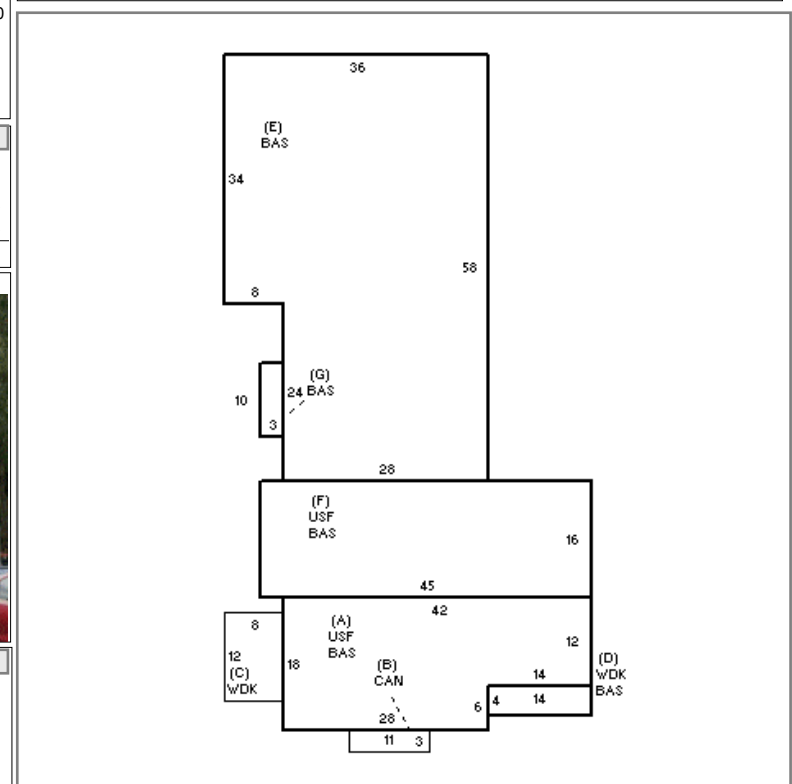 36
(E)
BAS
34
58
8
(G)
24 BAS
10
3
28
(F)
USF
BAS
16
45
42
8
(A)
USF
BAS
12
12
(C)
WDK
18
(B)
CAN
(D)
WDK
BAS
14
14
4
6
28
11 3